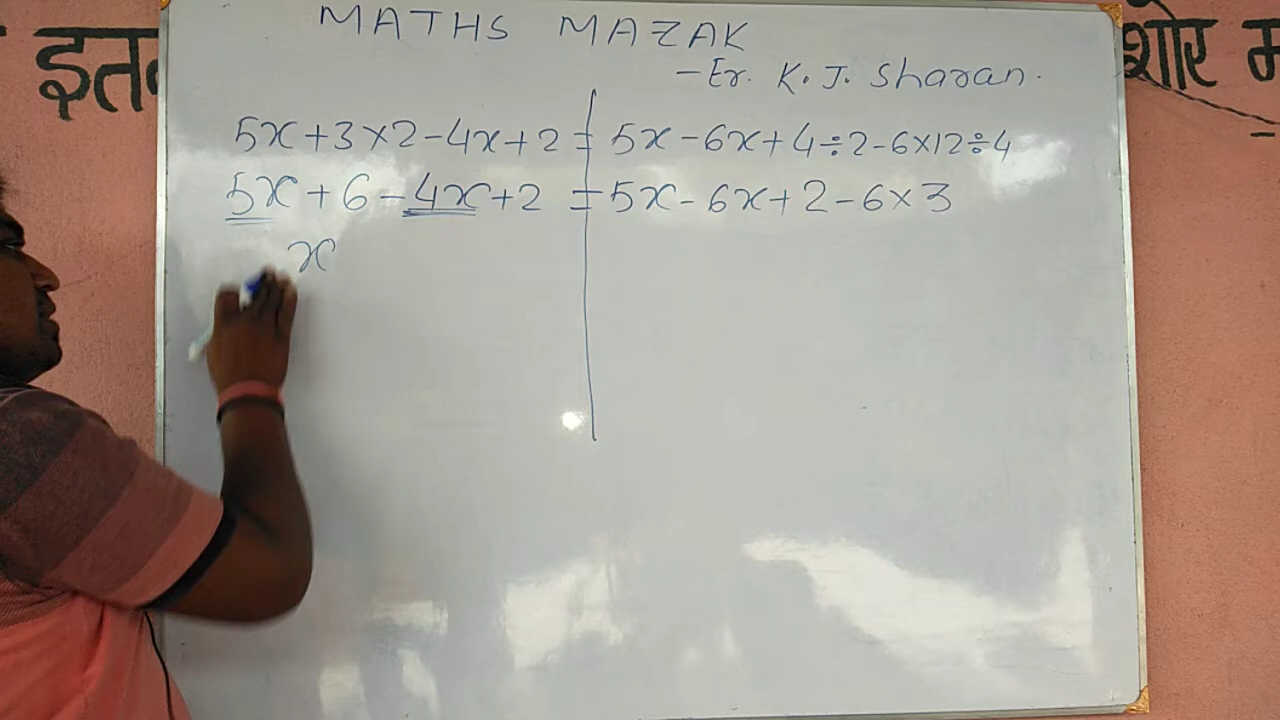 MATHS MAZAK
-Er. K. J. Sharan.
5x+3×2-4x+2 = 5x-6x+4÷2-6×12÷4
5x+6-4x+2 = 5x-6x+2-6×3
x